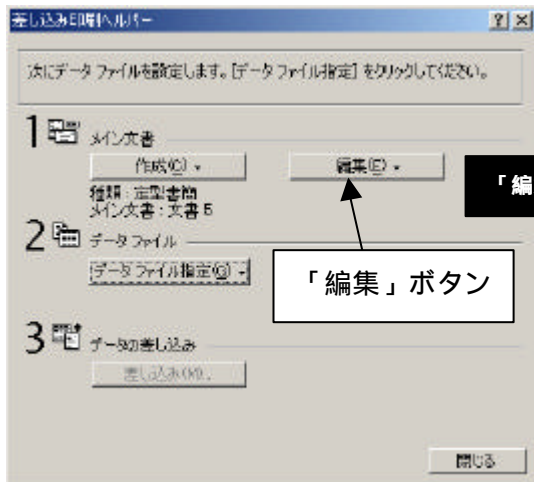 差し込み印刷ヘルパー
次にデータ ファイルを設定します。[データ ファイル指定] をクリックしてください。
1 メイン文書
作成(C)
編集(E)
「編
種類 : 定型書簡
メイン文書 : 文書 5
2 データ ファイル
データ ファイル指定(G)
「編集」ボタン
3 データの差し込み
差し込み(M)...
閉じる